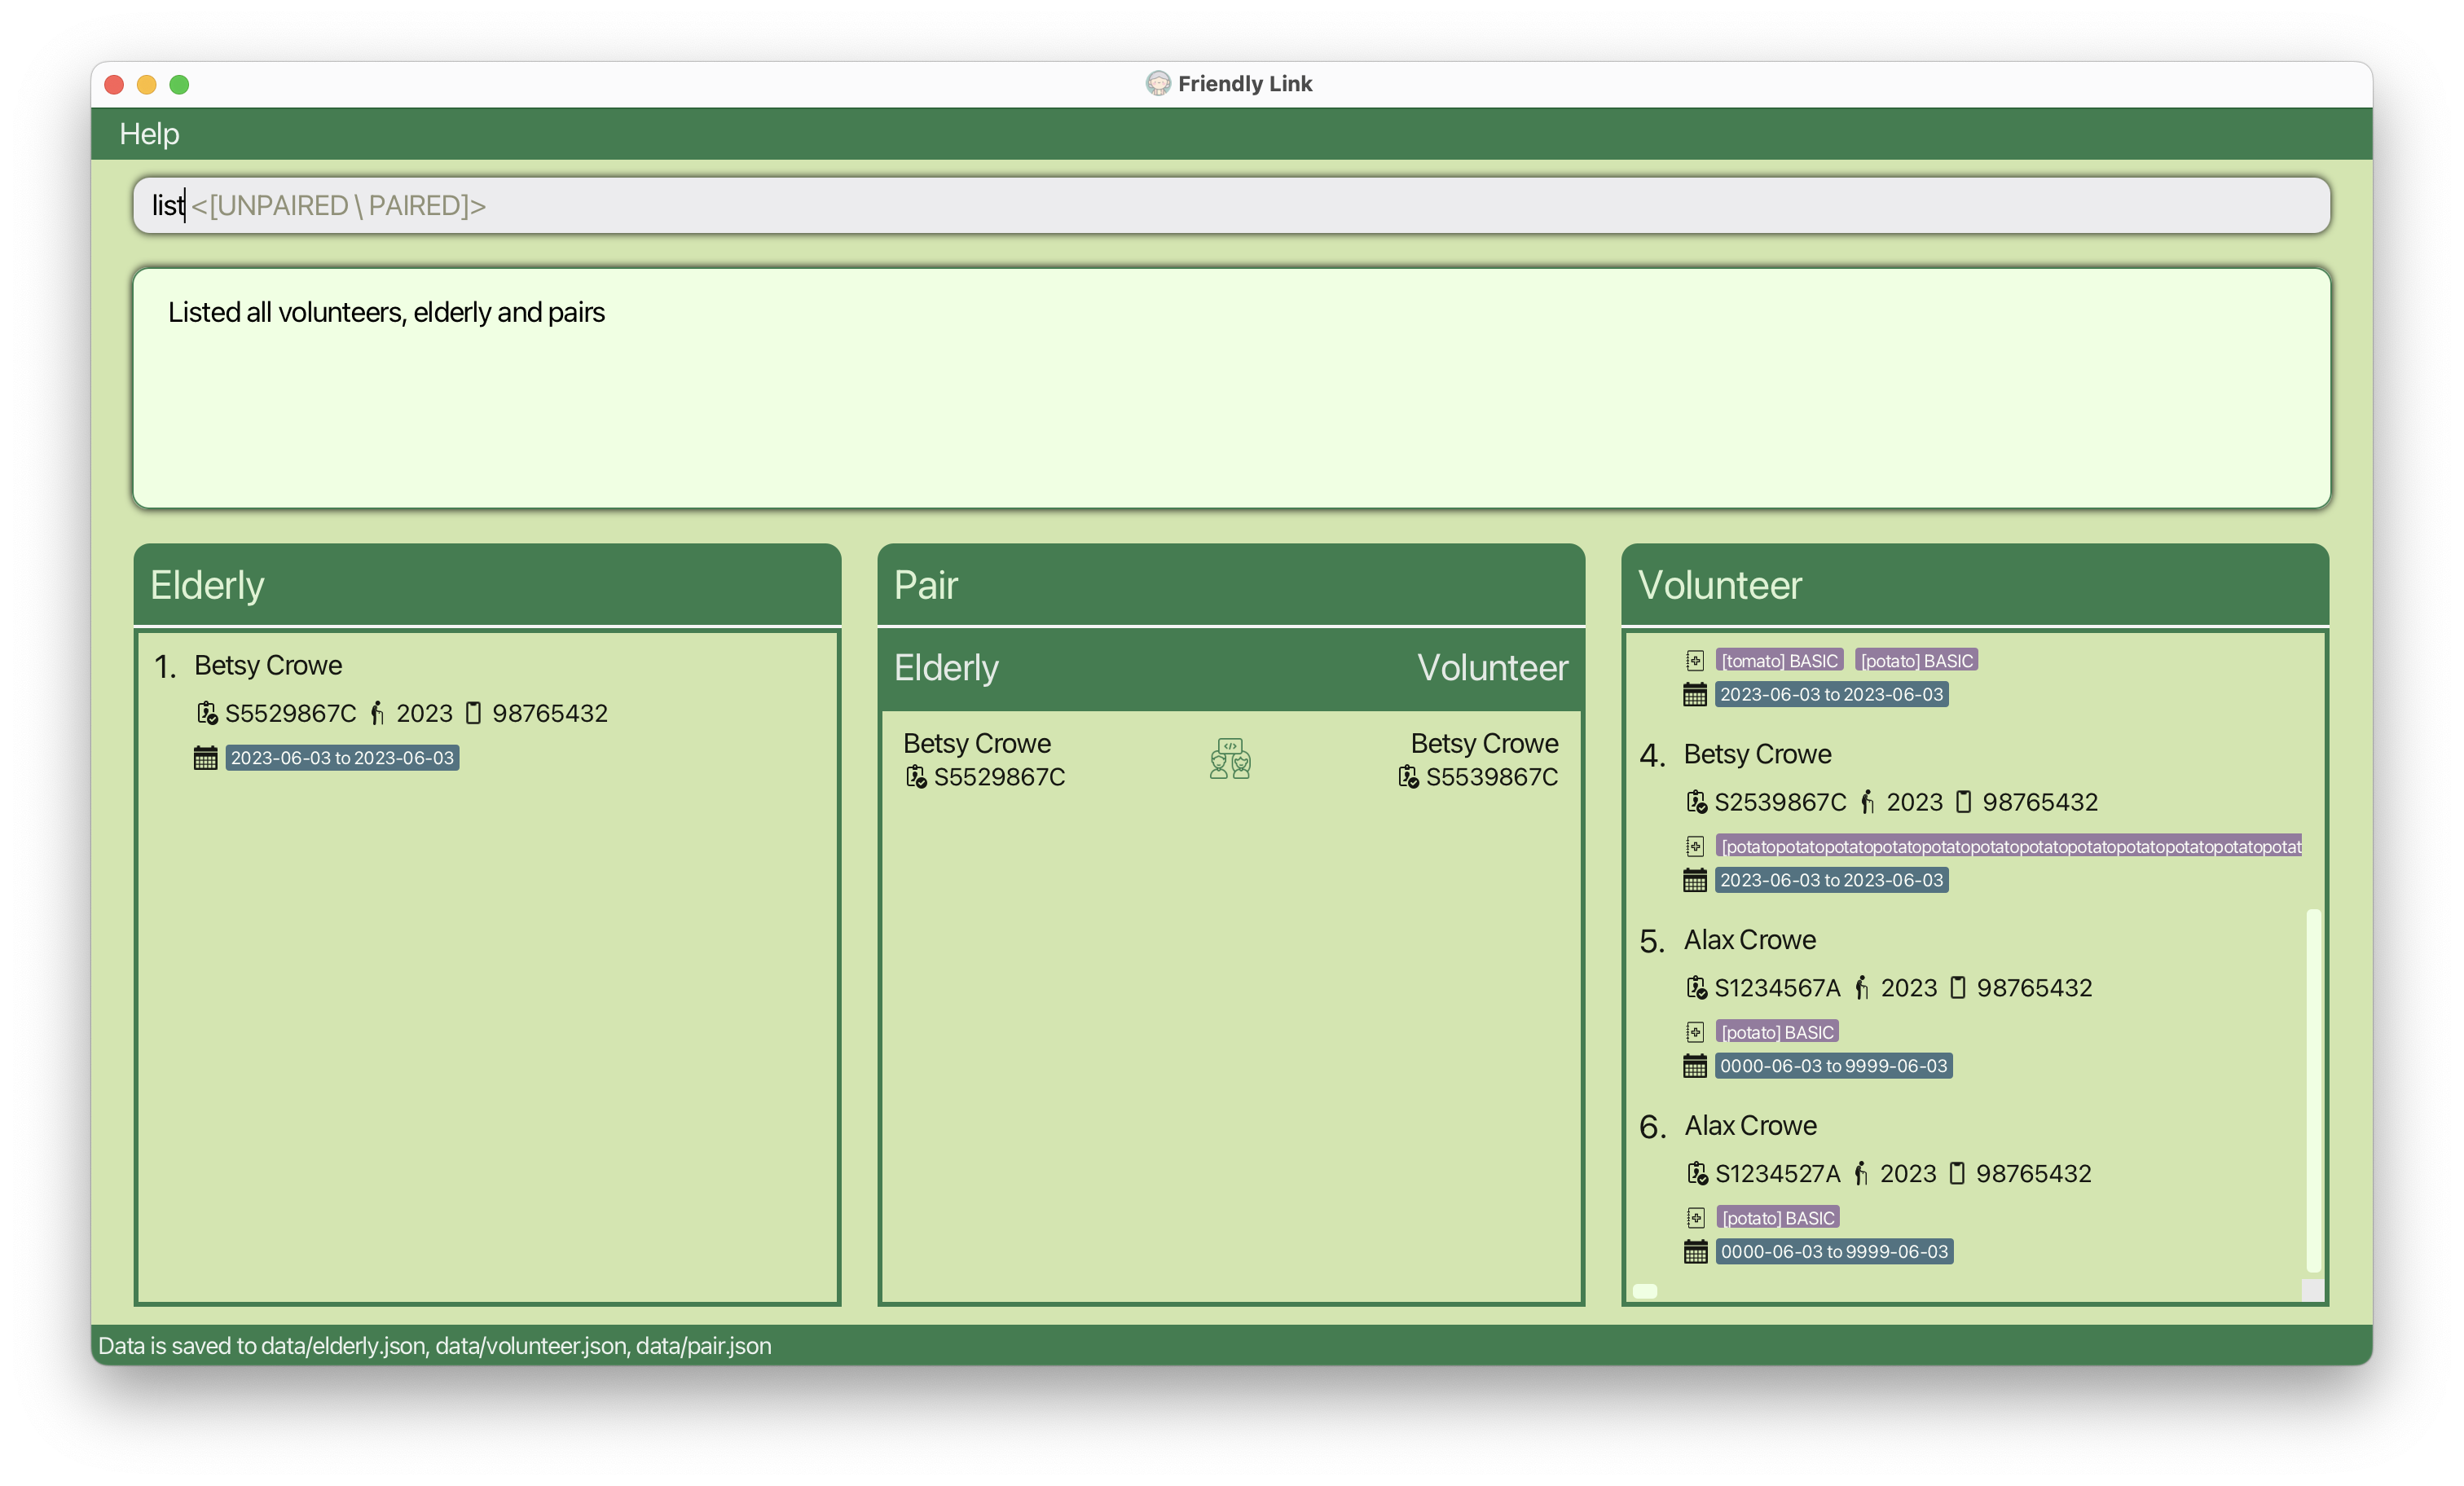 Friendly Link
Help
list <[UNPAIRED \ PAIRED]>
Listed all volunteers, elderly and pairs
Elderly
1. Betsy Crowe
S5529867C 2023 98765432
2023-06-03 to 2023-06-03
Pair
Elderly Volunteer
Betsy Crowe Betsy Crowe
S5529867C S5539867C
Volunteer
[tomato] BASIC [potato] BASIC
2023-06-03 to 2023-06-03
4. Betsy Crowe
S2539867C 2023 98765432
[potatopotatopotatopotatopotatopotatopotatopotatopotatopotatopotatopotat
2023-06-03 to 2023-06-03
5. Alax Crowe
S1234567A 2023 98765432
[potato] BASIC
0000-06-03 to 9999-06-03
6. Alax Crowe
S1234527A 2023 98765432
[potato] BASIC
0000-06-03 to 9999-06-03
Data is saved to data/elderly.json, data/volunteer.json, data/pair.json